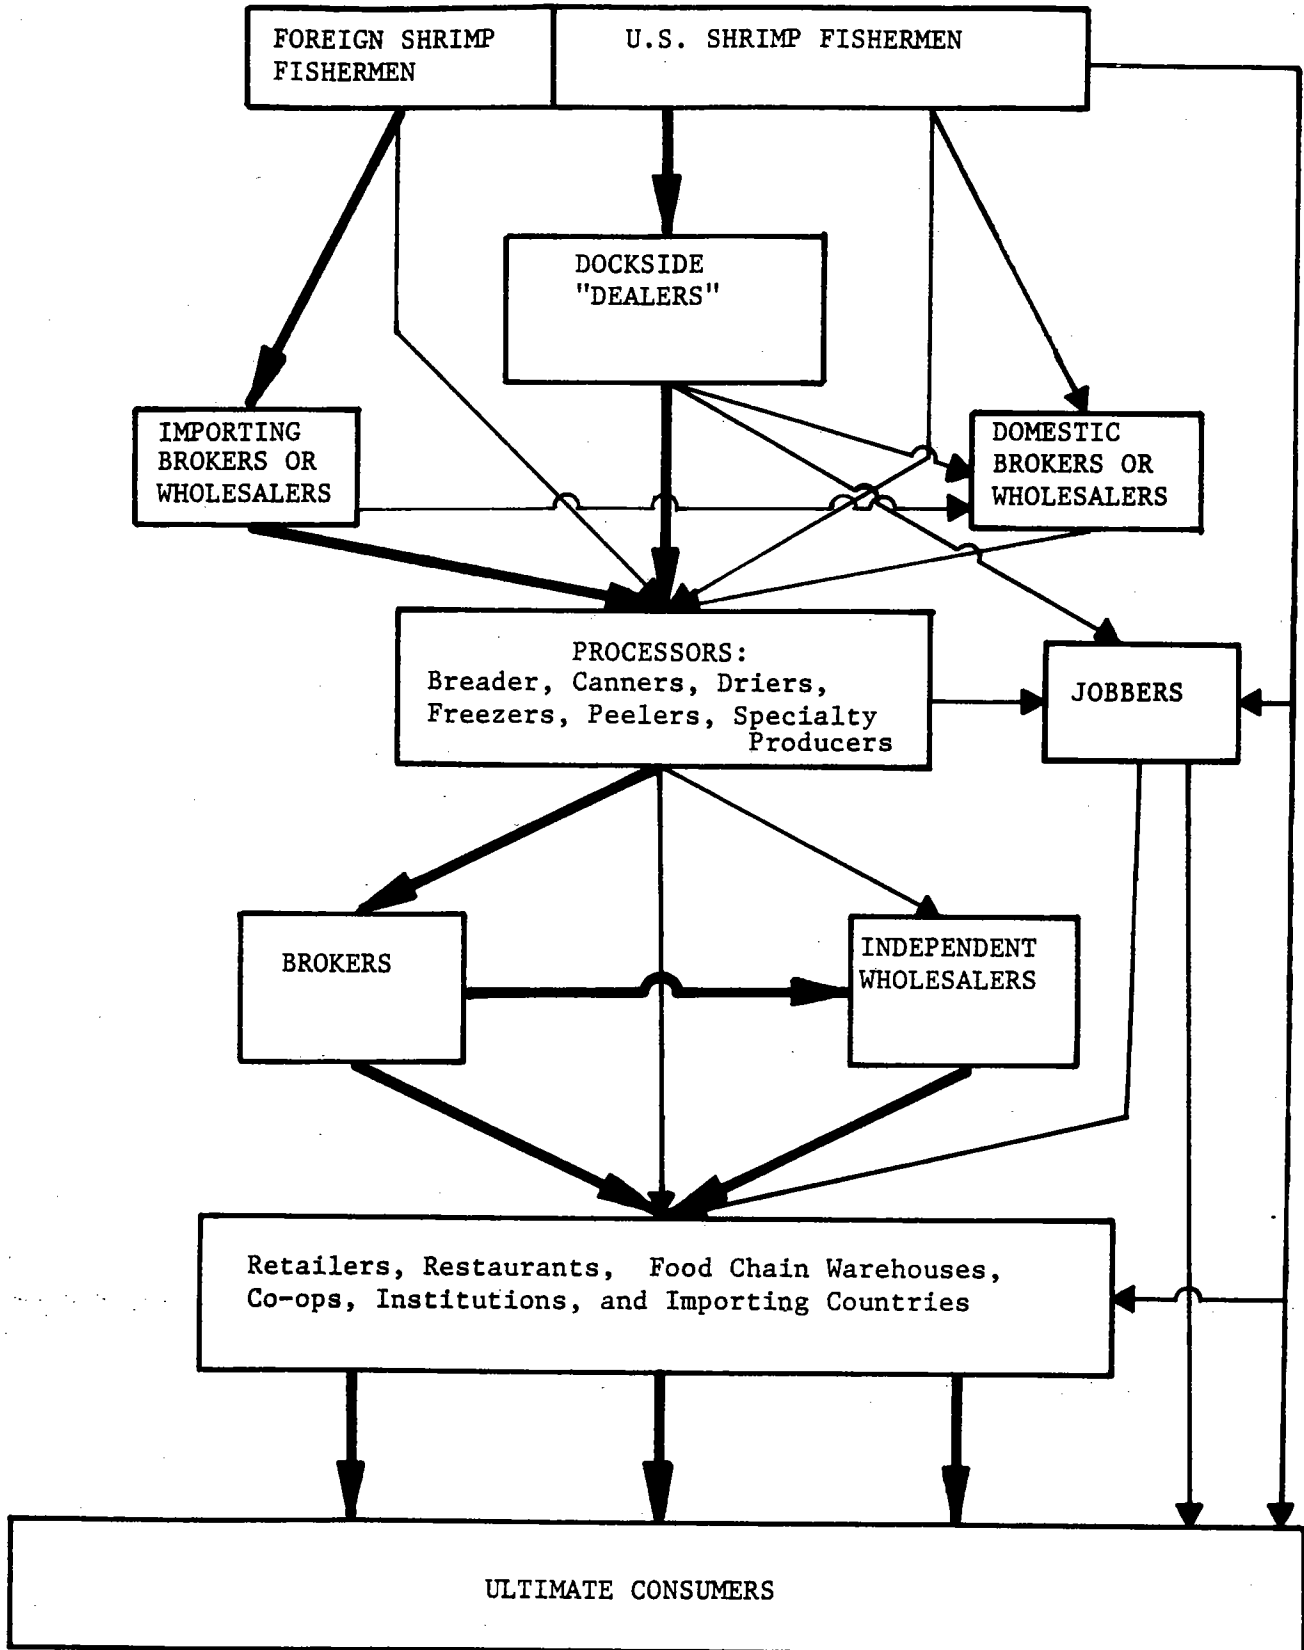 FOREIGN SHRIMP
FISHERMEN
U.S. SHRIMP FISHERMEN
DOCKSIDE
"DEALERS"
IMPORTING
BROKERS OR
WHOLESALERS
DOMESTIC
BROKERS OR
WHOLESALERS
PROCESSORS:
Breader, Canners, Driers,
Freezers, Peelers, Specialty
Producers
JOBBERS
BROKERS
INDEPENDENT
WHOLESALERS
Retailers, Restaurants, Food Chain Warehouses,
Co-ops, Institutions, and Importing Countries
ULTIMATE CONSUMERS